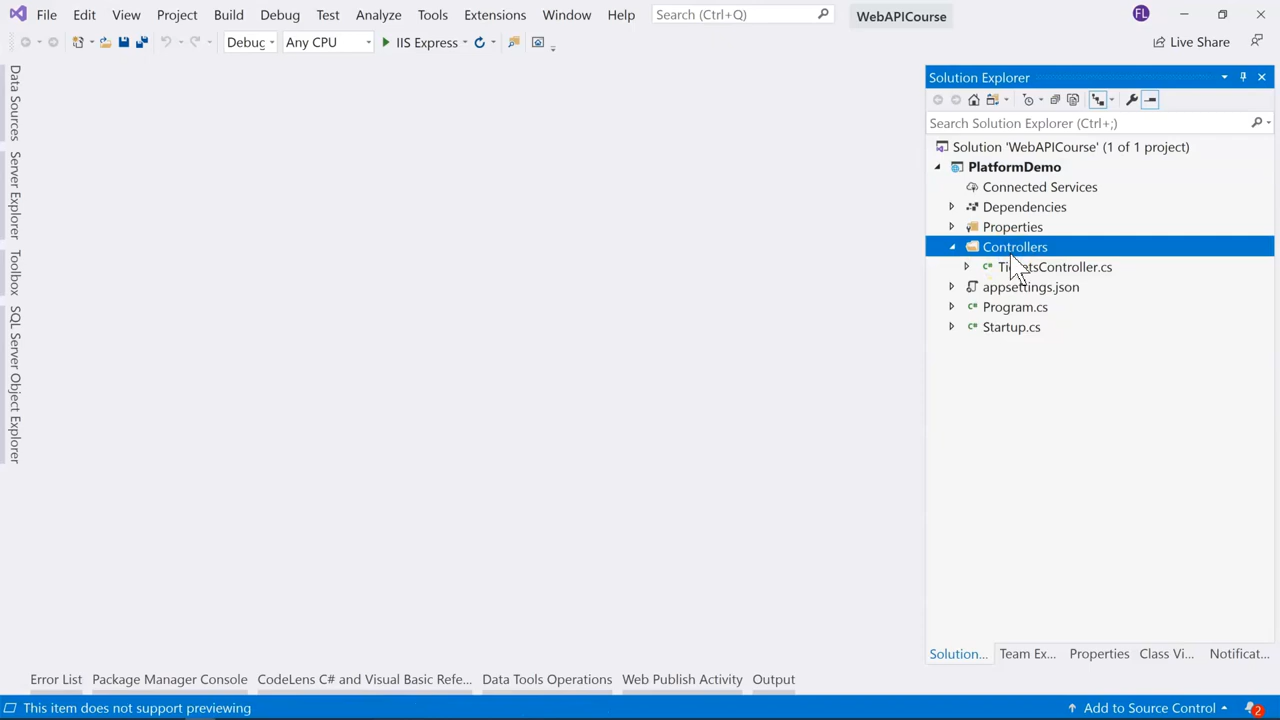 File Edit View Project Build Debug Test Analyze Tools Extensions Window Help Search (Ctrl+Q) WebAPICourse FL
Debug Any CPU IIS Express Live Share
Data Sources
Server Explorer
Toolbox
SQL Server Object Explorer
Solution Explorer
Search Solution Explorer (Ctrl+;)
Solution 'WebAPICourse' (1 of 1 project)
PlatformDemo
Connected Services
Dependencies
Properties
Controllers
C# TicketsController.cs
appsettings.json
C# Program.cs
C# Startup.cs
Solution... Team Ex... Properties Class Vi... Notificat...
Error List Package Manager Console CodeLens C# and Visual Basic Refe... Data Tools Operations Web Publish Activity Output
This item does not support previewing Add to Source Control 2